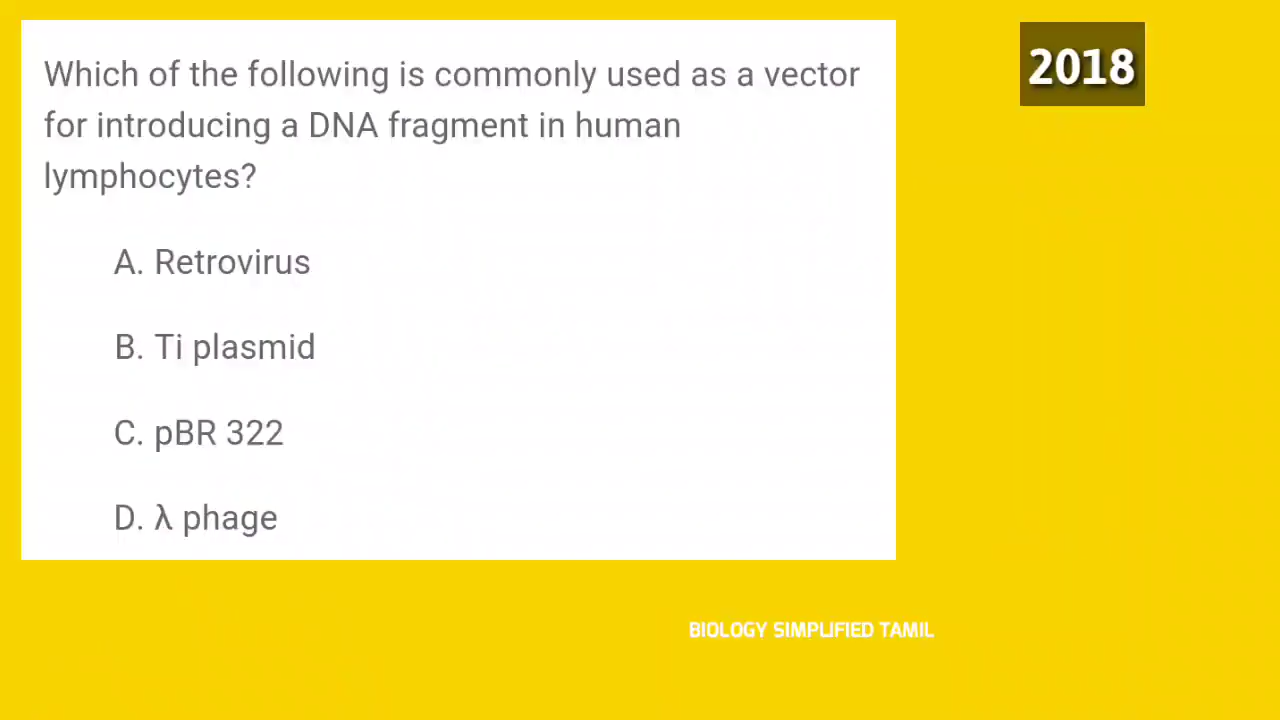 Which of the following is commonly used as a vector
for introducing a DNA fragment in human
lymphocytes?
A. Retrovirus
B. Ti plasmid
C. pBR 322
D. λ phage
2018
BIOLOGY SIMPLIFIED TAMIL